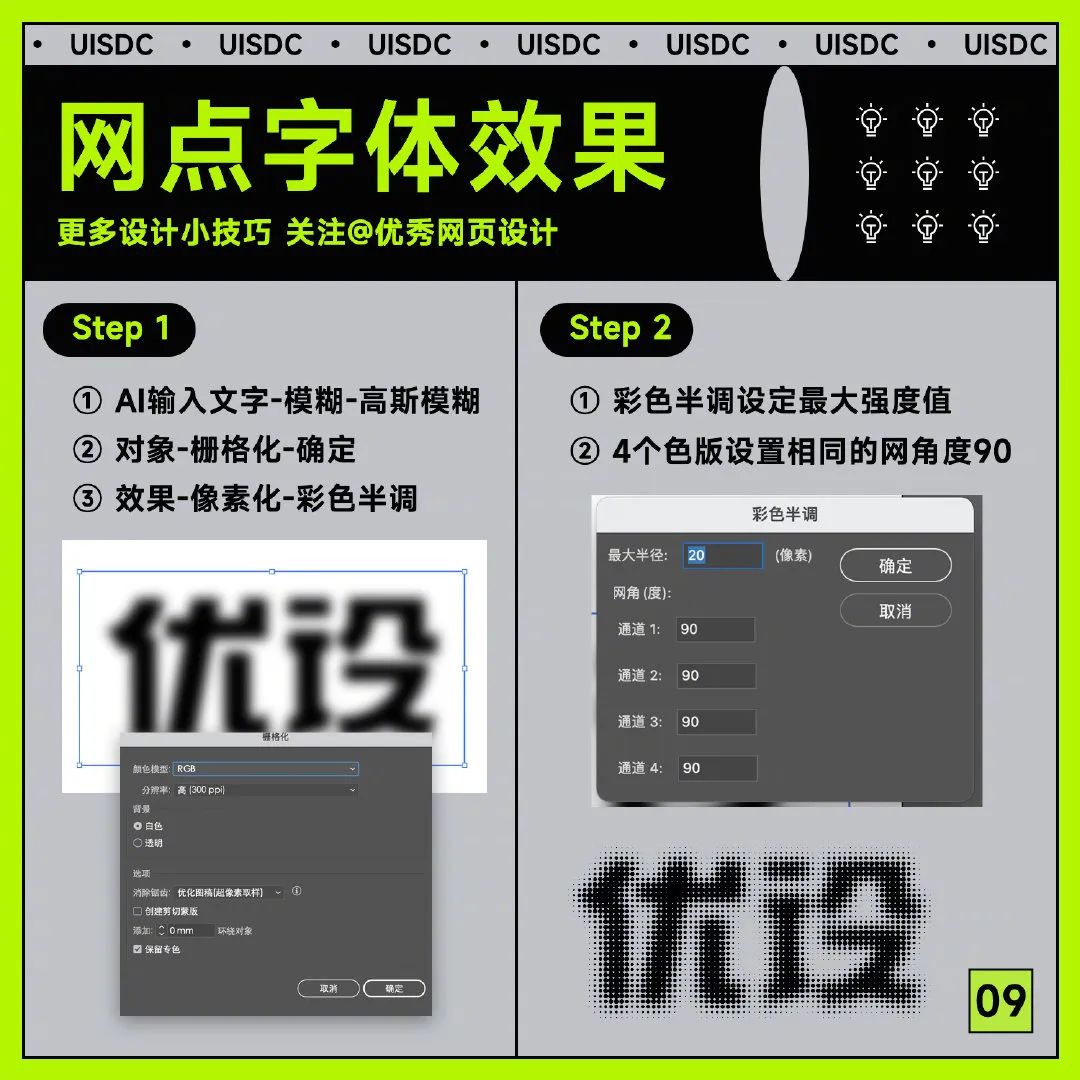 • UISDC • UISDC • UISDC • UISDC • UISDC • UISDC • UISDC
网点字体效果
更多设计小技巧 关注@优秀网页设计
Step 1
① AI输入文字-模糊-高斯模糊
② 对象-栅格化-确定
③ 效果-像素化-彩色半调
优设
栅格化
颜色模型: RGB
分辨率: 高 (300 ppi)
背景
白色
透明
选项
消除锯齿: 优化图稿(超像素取样)
创建剪切蒙版
添加: 0 mm 环绕对象
保留专色
取消 确定
Step 2
① 彩色半调设定最大强度值
② 4个色版设置相同的网角度90
彩色半调
最大半径: 20 (像素)
确定
网角 (度):
取消
通道 1: 90
通道 2: 90
通道 3: 90
通道 4: 90
优设
09